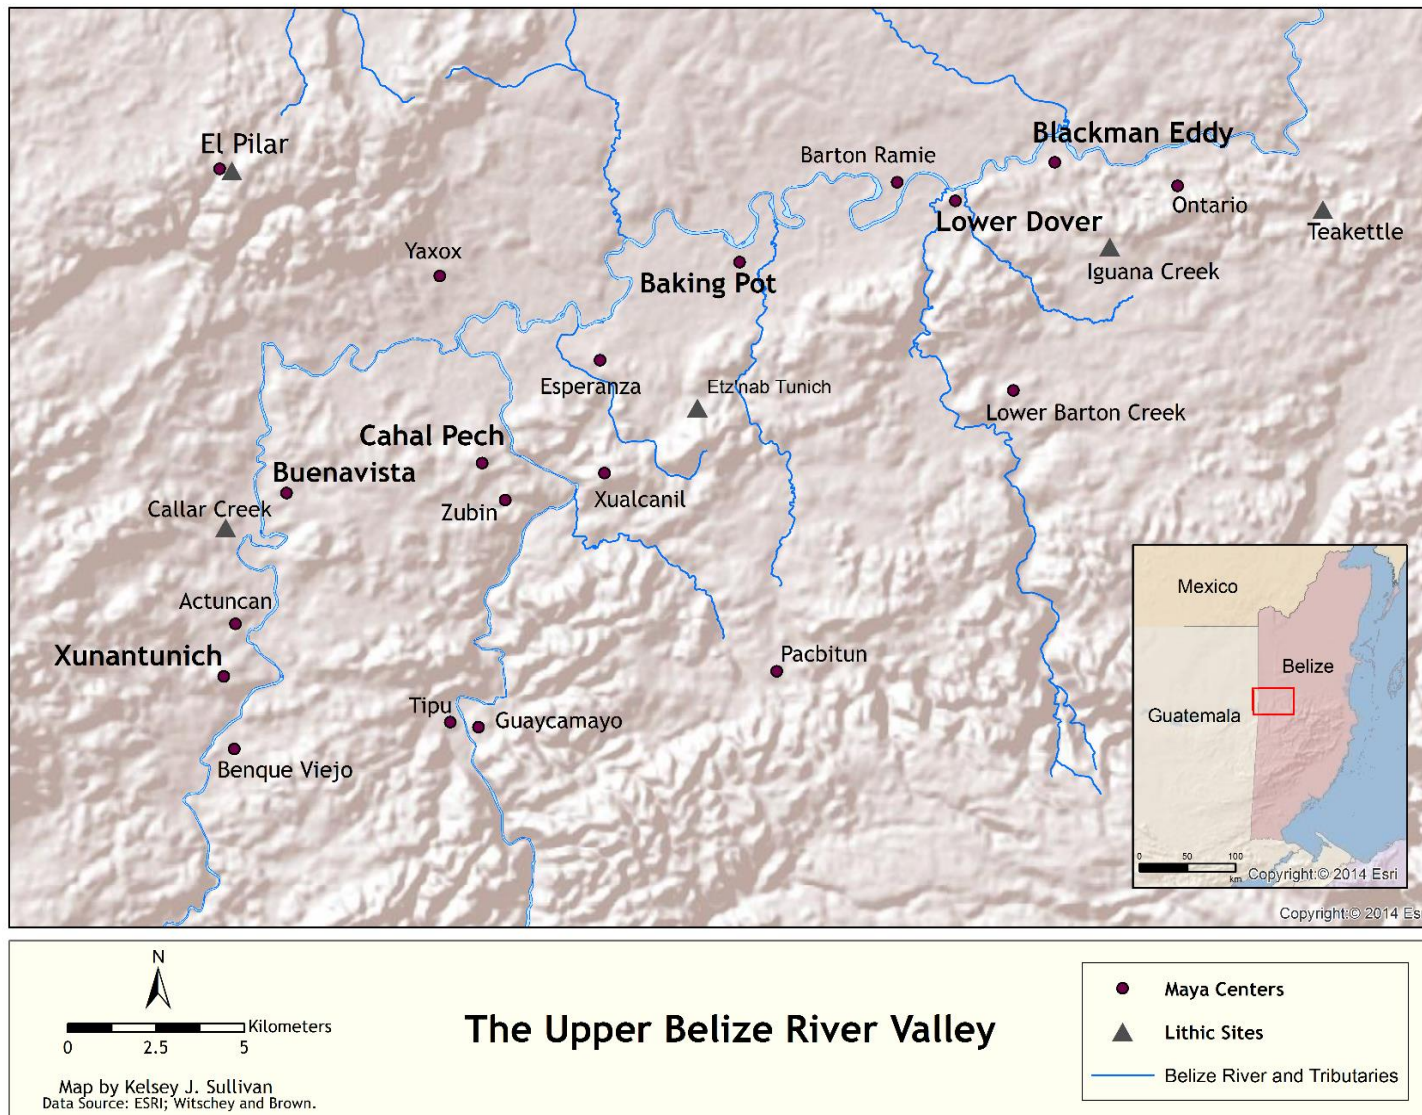 El Pilar
Blackman Eddy
Barton Ramie
Ontario
Lower Dover
Teakettle
Yaxox
Iguana Creek
Baking Pot
Esperanza
Etz'nab Tunich
Lower Barton Creek
Cahal Pech
Buenavista
Xualcanil
Callar Creek
Zubin
Actuncan
Xunantunich
Pacbitun
Tipu
Guaycamayo
Benque Viejo
Mexico
Belize
Guatemala
0 50 100
km
Copyright:© 2014 Esri
Copyright:© 2014 Es
N
Kilometers
0 2.5 5
Map by Kelsey J. Sullivan
Data Source: ESRI; Witschey and Brown.
The Upper Belize River Valley
Maya Centers
Lithic Sites
Belize River and Tributaries